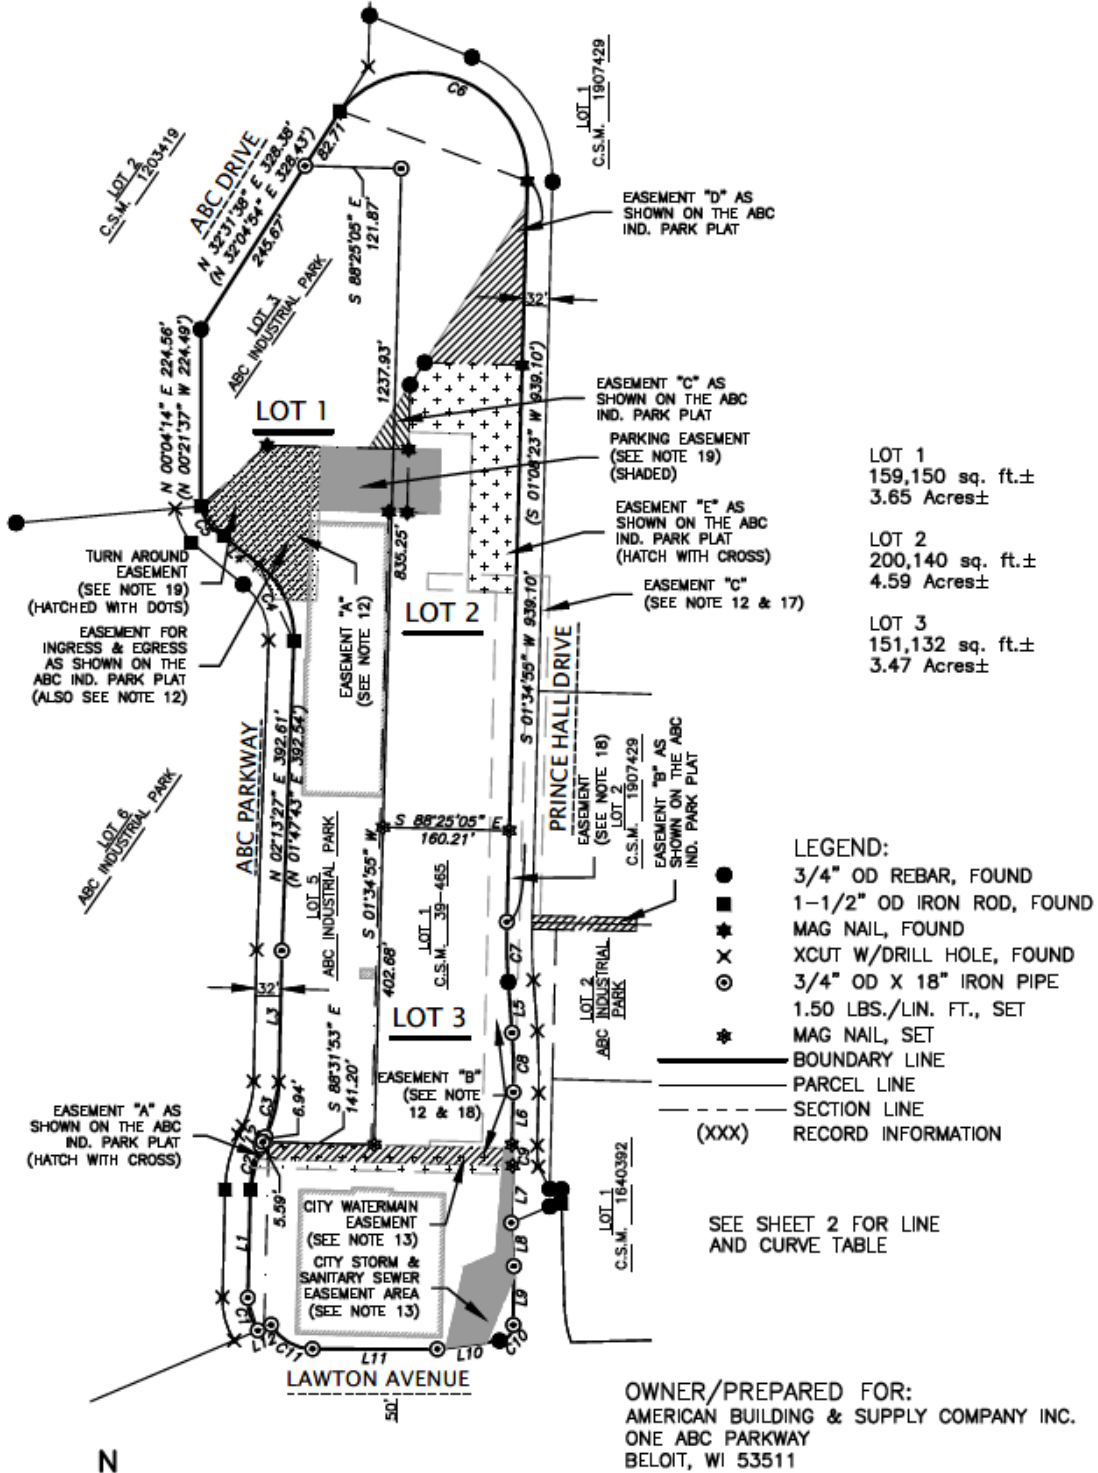 C6
LOT 1
C.S.M. 1907429
LOT 2
C.S.M. 1203419
ABC DRIVE
N 32°31'38" E 328.38'
(N 32°04'54" E 328.43')
245.67'
82.71'
S 88°25'05" E
121.87'
EASEMENT "D" AS
SHOWN ON THE ABC
IND. PARK PLAT
32'
LOT 3
ABC INDUSTRIAL PARK
N 00°04'14" E 224.56'
(N 00°21'37" W 224.49')
1237.93'
(S 01°08'23" W 939.10')
EASEMENT "C" AS
SHOWN ON THE ABC
IND. PARK PLAT
LOT 1
PARKING EASEMENT
(SEE NOTE 19)
(SHADED)
LOT 1
159,150 sq. ft.±
3.65 Acres±
EASEMENT "E" AS
SHOWN ON THE ABC
IND. PARK PLAT
(HATCH WITH CROSS)
LOT 2
200,140 sq. ft.±
4.59 Acres±
C5
C4
835.25'
TURN AROUND
EASEMENT
(SEE NOTE 19)
(HATCHED WITH DOTS)
EASEMENT "C"
(SEE NOTE 12 & 17)
LOT 2
EASEMENT "A"
(SEE NOTE 12)
LOT 3
151,132 sq. ft.±
3.47 Acres±
EASEMENT FOR
INGRESS & EGRESS
AS SHOWN ON THE
ABC IND. PARK PLAT
(ALSO SEE NOTE 12)
S 01°34'55" W 939.10'
PRINCE HALL DRIVE
ABC PARKWAY
N 02°13'27" E 392.61'
(N 01°47'43" E 392.54')
EASEMENT
(SEE NOTE 18)
LOT 2
C.S.M. 1907429
EASEMENT "B" AS
SHOWN ON THE ABC
IND. PARK PLAT
LOT 6
ABC INDUSTRIAL PARK
S 88°25'05" E
160.21'
LOT 5
ABC INDUSTRIAL PARK
S 01°34'55" W
402.68'
LOT 1
C.S.M. 39-465
LEGEND:
3/4" OD REBAR, FOUND
1-1/2" OD IRON ROD, FOUND
MAG NAIL, FOUND
XCUT W/DRILL HOLE, FOUND
3/4" OD X 18" IRON PIPE
1.50 LBS./LIN. FT., SET
MAG NAIL, SET
BOUNDARY LINE
PARCEL LINE
SECTION LINE
(XXX) RECORD INFORMATION
C7
32'
L3
LOT 3
L5
LOT 2
ABC INDUSTRIAL
PARK
S 88°31'53" E
141.20'
C8
EASEMENT "B"
(SEE NOTE
12 & 18)
C3
6.94'
L6
EASEMENT "A" AS
SHOWN ON THE ABC
IND. PARK PLAT
(HATCH WITH CROSS)
C2
C9
5.59'
L7
CITY WATERMAIN
EASEMENT
(SEE NOTE 13)
CITY STORM &
SANITARY SEWER
EASEMENT AREA
(SEE NOTE 13)
LOT 1
C.S.M. 1640392
SEE SHEET 2 FOR LINE
AND CURVE TABLE
L1
L8
L9
C1
L12
C11
L11
L10
C10
LAWTON AVENUE
50'
OWNER/PREPARED FOR:
AMERICAN BUILDING & SUPPLY COMPANY INC.
ONE ABC PARKWAY
BELOIT, WI 53511
N